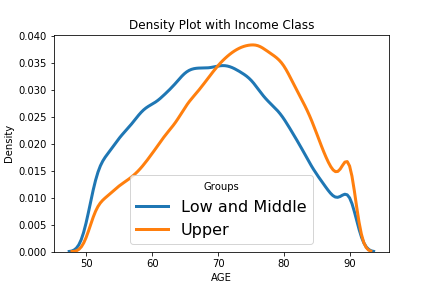 Density Plot with Income Class
0.040
0.035
0.030
0.025
0.020
0.015
0.010
0.005
0.000
Density
Groups
Low and Middle
Upper
50 60 70 80 90
AGE